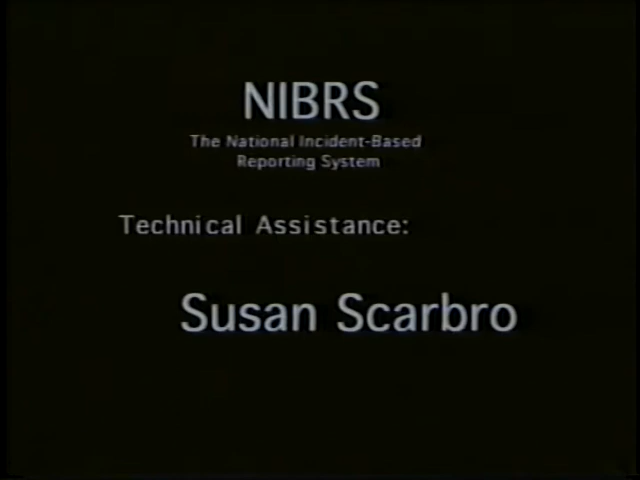 NIBRS
The National Incident-Based
Reporting System
Technical Assistance:
Susan Scarbro